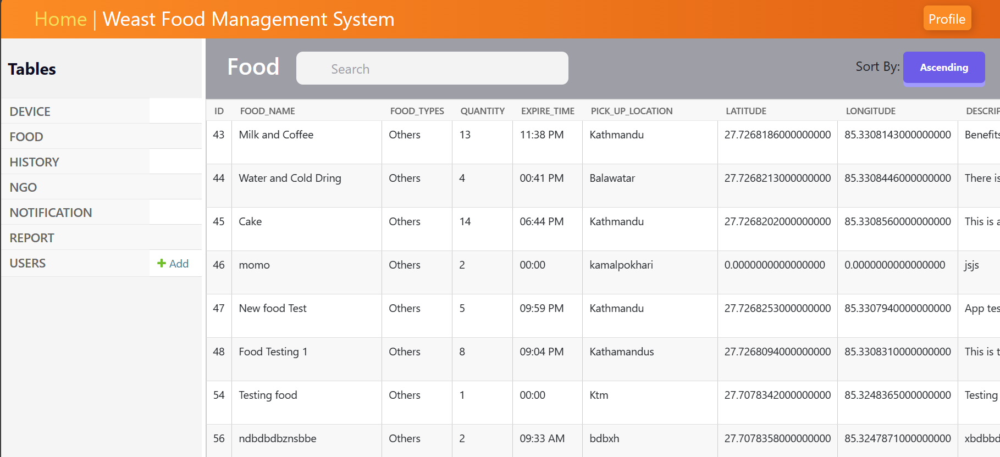 Home | Weast Food Management System
Profile
Tables
DEVICE
FOOD
HISTORY
NGO
NOTIFICATION
REPORT
USERS
Add
Food
Search
Sort By:
Ascending
ID FOOD_NAME FOOD_TYPES QUANTITY EXPIRE_TIME PICK_UP_LOCATION LATITUDE LONGITUDE DESCRIP
43 Milk and Coffee Others 13 11:38 PM Kathmandu 27.7268186000000000 85.3308143000000000 Benefits
44 Water and Cold Dring Others 4 00:41 PM Balawatar 27.7268213000000000 85.3308446000000000 There is
45 Cake Others 14 06:44 PM Kathmandu 27.7268202000000000 85.3308560000000000 This is a
46 momo Others 2 00:00 kamalpokhari 0.0000000000000000 0.0000000000000000 jsjs
47 New food Test Others 5 09:59 PM Kathmandu 27.7268253000000000 85.3307940000000000 App tes
48 Food Testing 1 Others 8 09:04 PM Kathamandus 27.7268094000000000 85.3308310000000000 This is t
54 Testing food Others 1 00:00 Ktm 27.7078342000000000 85.3248365000000000 Testing
56 ndbdbdbznsbbe Others 2 09:33 AM bdbxh 27.7078358000000000 85.3247871000000000 xbdbbd